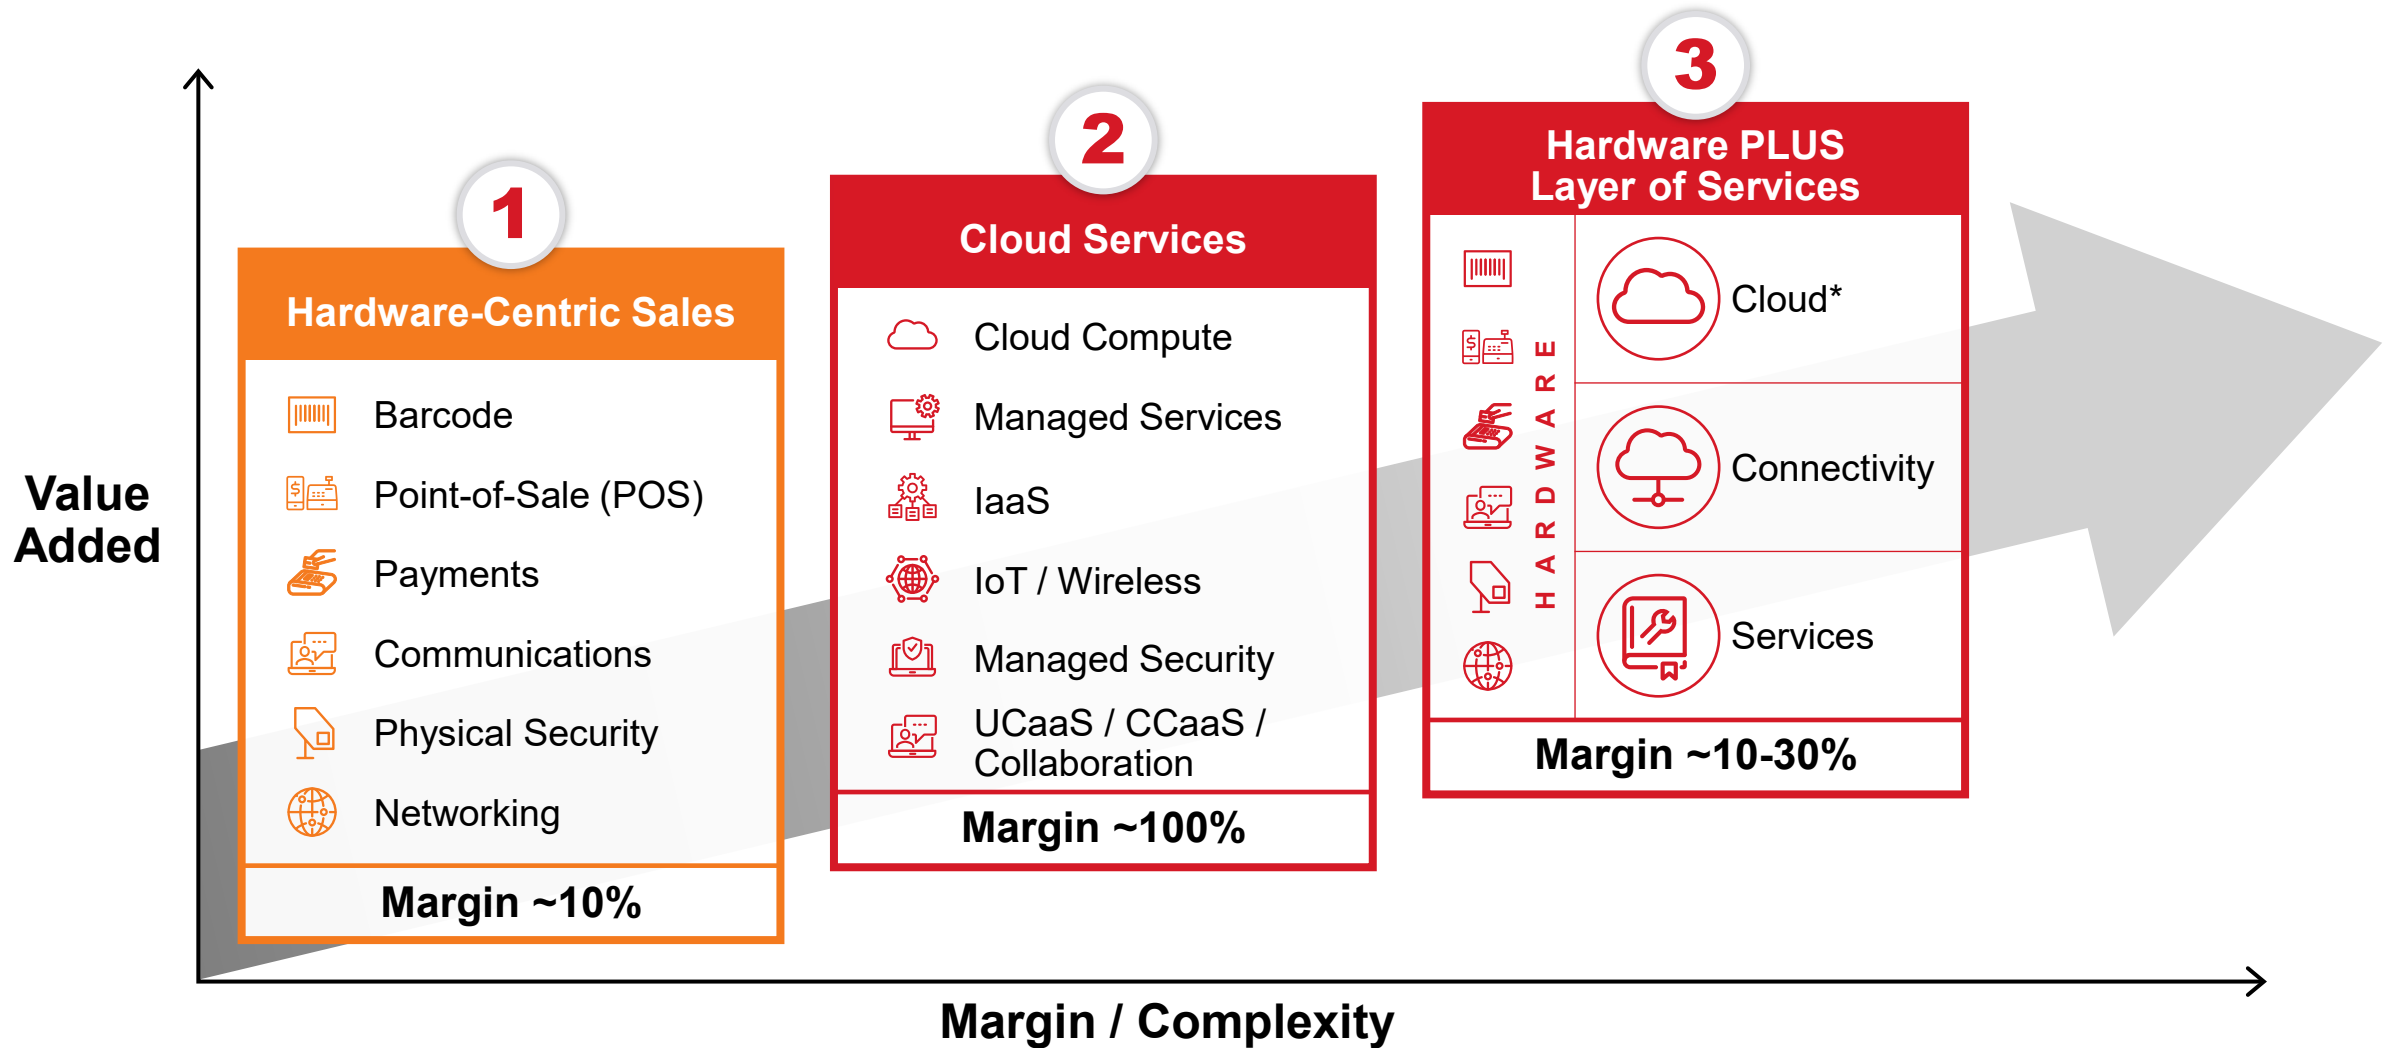 Value
Added
1
Hardware-Centric Sales
Barcode
Point-of-Sale (POS)
Payments
Communications
Physical Security
Networking
Margin ~10%
2
Cloud Services
Cloud Compute
Managed Services
IaaS
IoT / Wireless
Managed Security
UCaaS / CCaaS /
Collaboration
Margin ~100%
3
Hardware PLUS
Layer of Services
HARDWARE
Cloud*
Connectivity
Services
Margin ~10-30%
Margin / Complexity